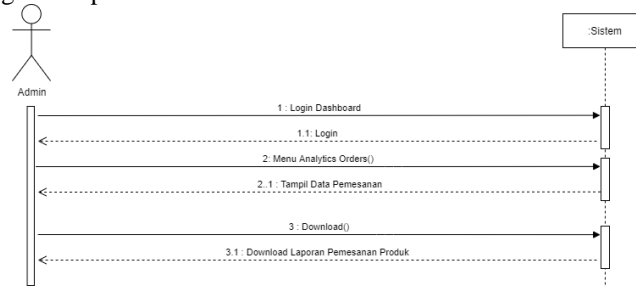 :Sistem
Admin
1 : Login Dashboard
1.1: Login
2: Menu Analytics Orders()
2..1 : Tampil Data Pemesanan
3 : Download()
3.1 : Download Laporan Pemesanan Produk